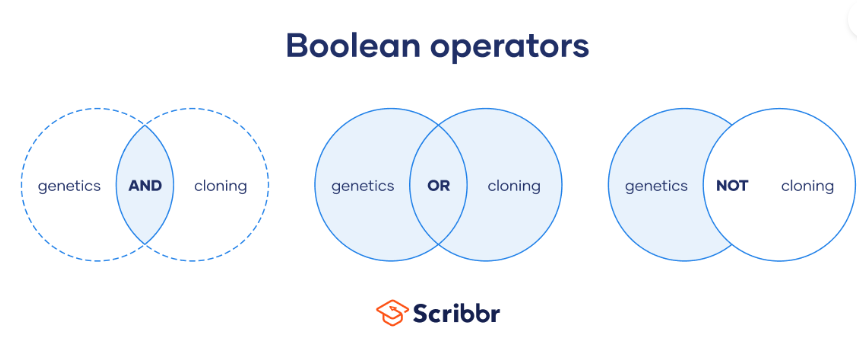 Boolean operators
genetics AND cloning
genetics OR cloning
genetics NOT cloning
Scribbr